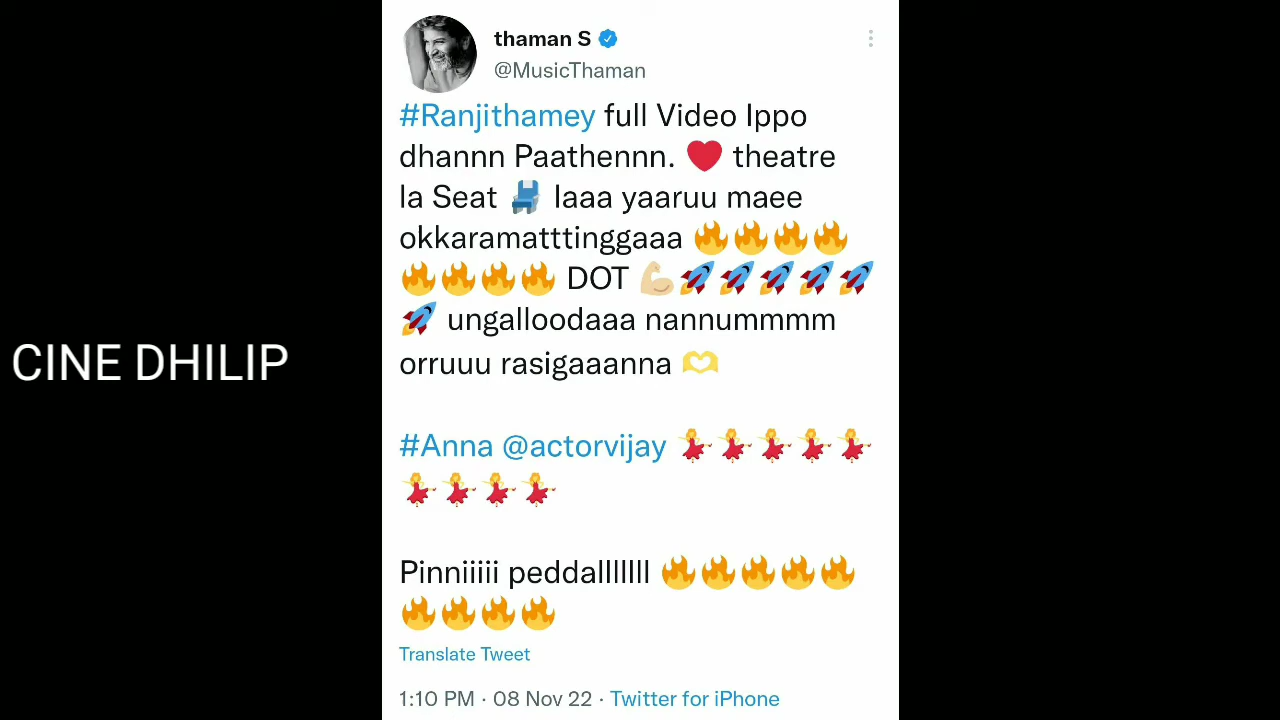 thaman S
@MusicThaman
#Ranjithamey full Video Ippo
dhannn Paathennn. ❤️ theatre
la Seat 💺 laaa yaaruu maee
okkaramatttinggaaa 🔥🔥🔥🔥
🔥🔥🔥🔥 DOT 💪🏻🚀🚀🚀🚀🚀
🚀 ungalloodaaa nannummmm
orruuu rasigaaanna 🫶
#Anna @actorvijay 💃💃💃💃💃
💃💃💃💃
Pinniiiii peddalllllll 🔥🔥🔥🔥🔥
🔥🔥🔥🔥
Translate Tweet
1:10 PM · 08 Nov 22 · Twitter for iPhone
CINE DHILIP